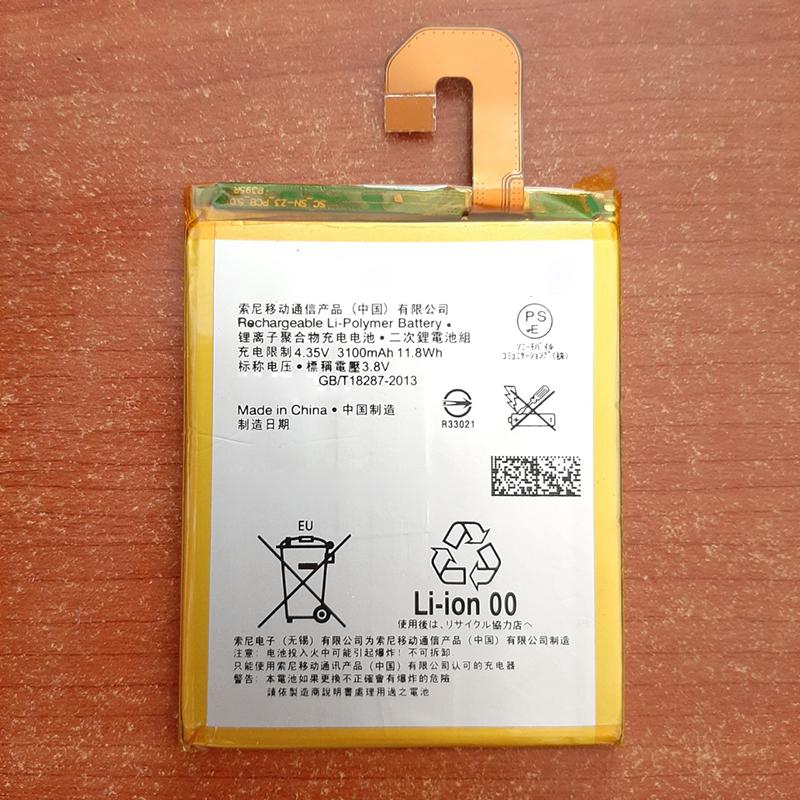 SC_SN-Z3_PCB_5.0
R395R
索尼移动通信产品（中国）有限公司
Rechargeable Li-Polymer Battery •
锂离子聚合物充电电池 • 二次鋰電池組
充电限制4.35V 3100mAh 11.8Wh
标称电压 • 標稱電壓3.8V
GB/T18287-2013
PS
E
ソニーモバイル
コミュニケーションズ(株)
Made in China • 中国制造
制造日期
R33021
EU
Li-ion 00
使用後は、リサイクル協力店へ
索尼电子（无锡）有限公司为索尼移动通信产品（中国）有限公司制造
注意: 电池投入火中可能引起爆炸! 不可拆卸
只能使用索尼移动通讯产品（中国）有限公司认可的充电器
警告: 本電池如果更換不正確會有爆炸的危險
請依製造商說明書處理用過之電池